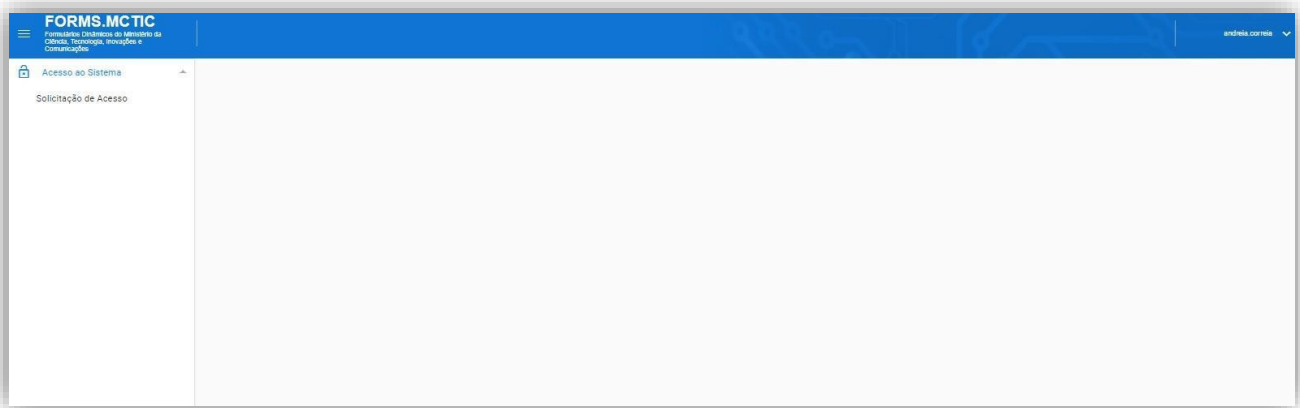 FORMS.MCTIC
Formulários Dinâmicos do Ministério da
Ciência, Tecnologia, Inovações e
Comunicações
andreia.correia
Acesso ao Sistema
Solicitação de Acesso